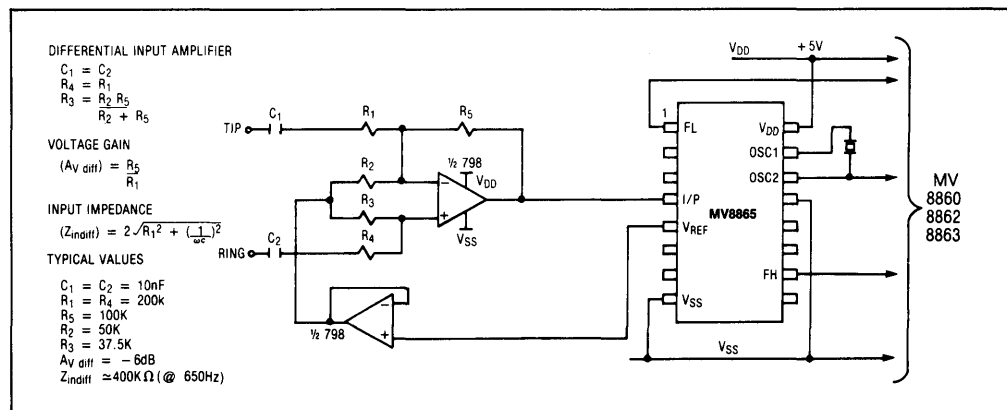 DIFFERENTIAL INPUT AMPLIFIER
C1 = C2
R4 = R1
R3 = R2 R5
R2 + R5
VOLTAGE GAIN
(AV diff) = R5
R1
INPUT IMPEDANCE
(Zindiff) = 2√R1² + (1/ωc)²
TYPICAL VALUES
C1 = C2 = 10nF
R1 = R4 = 200k
R5 = 100K
R2 = 50K
R3 = 37.5K
AV diff = −6dB
Zindiff ≃400KΩ (@ 650Hz)
TIP
C1
R1
R5
R2
R3
R4
½ 798
VDD
−
+
VSS
RING
C2
½ 798
−
+
VDD
+5V
1
FL
VDD
OSC1
OSC2
I/P
MV8865
VREF
FH
VSS
VSS
MV
8860
8862
8863